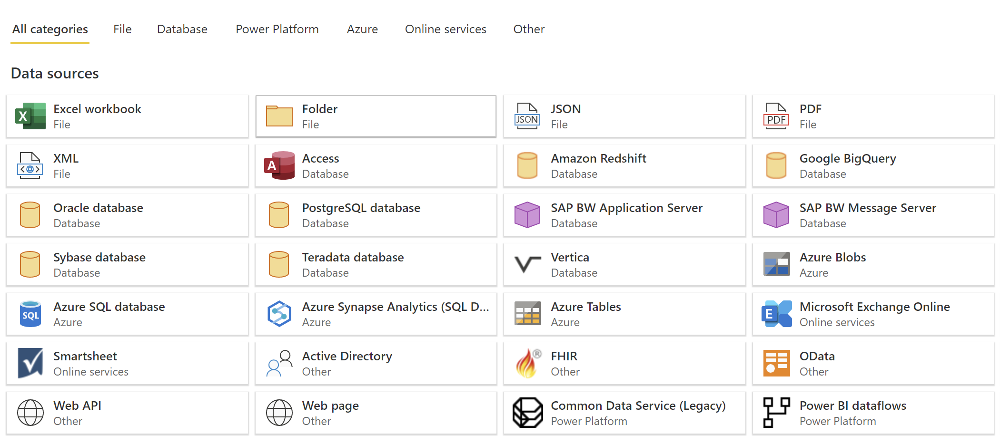 All categories File Database Power Platform Azure Online services Other
Data sources
X Excel workbook
File
Folder
File
JSON JSON
File
PDF PDF
File
XML
File
A Access
Database
Amazon Redshift
Database
Google BigQuery
Database
Oracle database
Database
PostgreSQL database
Database
SAP BW Application Server
Database
SAP BW Message Server
Database
Sybase database
Database
Teradata database
Database
Vertica
Database
Azure Blobs
Azure
SQL Azure SQL database
Azure
Azure Synapse Analytics (SQL D...
Azure
Azure Tables
Azure
E Microsoft Exchange Online
Online services
Smartsheet
Online services
Active Directory
Other
® FHIR
Other
OData
Other
Web API
Other
Web page
Other
Common Data Service (Legacy)
Power Platform
Power BI dataflows
Power Platform